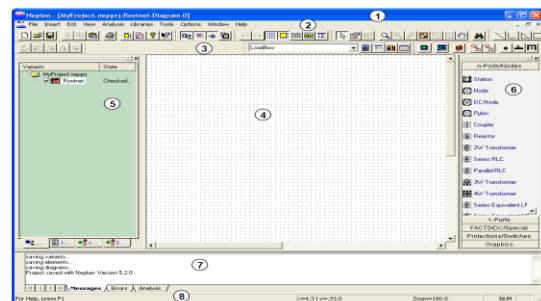 Neplan - [MyProject.nepprj-Rootnet-Diagram 0]
1
File Insert Edit View Analysis Libraries Tools Options Window Help
2
3
Loadflow
Variants State
MyProject.nepprj
Rootnet Checked...
4
5
n-Ports/Nodes
6
Station
Node
DC-Node
Pylon
Coupler
Reactor
2W Transformer
Series RLC
Parallel-RLC
3W Transformer
4W Transformer
Series Equivalent LF
1-Ports
FACTS/DC/Special
Protections/Switches
Graphics
saving variants...
saving elements...
saving diagrams...
Project saved with Neplan Version 5.2.0
7
Messages Errors Analysis
8
For Help, press F1
Zoom=100.0
NUM